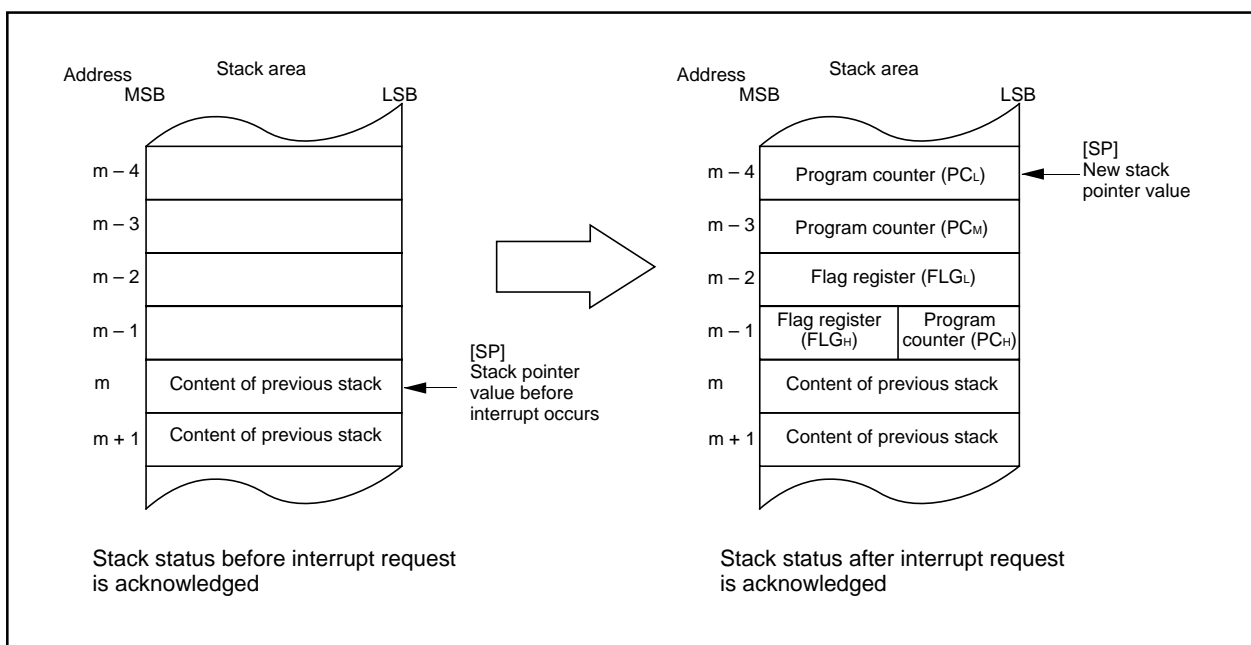 Address
Stack area
MSB
LSB
m – 4
m – 3
m – 2
m – 1
m
Content of previous stack
m + 1
Content of previous stack
[SP]
Stack pointer
value before
interrupt occurs
Stack status before interrupt request
is acknowledged
Address
Stack area
MSB
LSB
m – 4
Program counter (PCL)
[SP]
New stack
pointer value
m – 3
Program counter (PCM)
m – 2
Flag register (FLGL)
m – 1
Flag register
(FLGH)
Program
counter (PCH)
m
Content of previous stack
m + 1
Content of previous stack
Stack status after interrupt request
is acknowledged